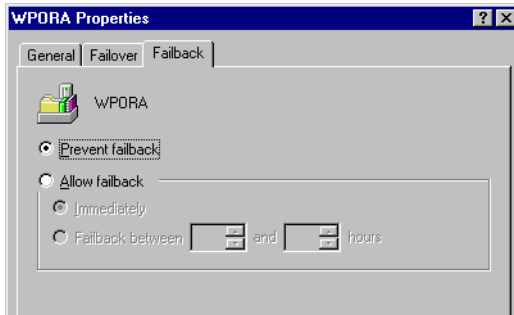 WPORA Properties
General Failover Failback
WPORA
Prevent failback
Allow failback
Immediately
Failback between and hours